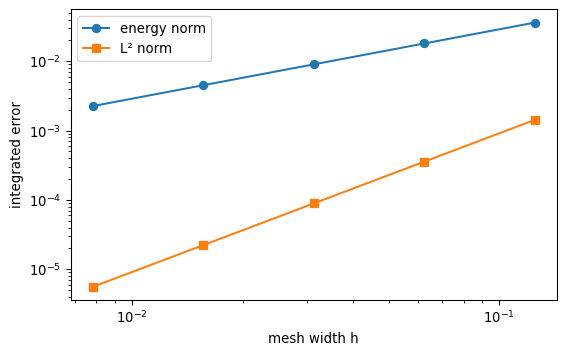 energy norm
L² norm
10⁻²
10⁻³
10⁻⁴
10⁻⁵
integrated error
10⁻²
10⁻¹
mesh width h